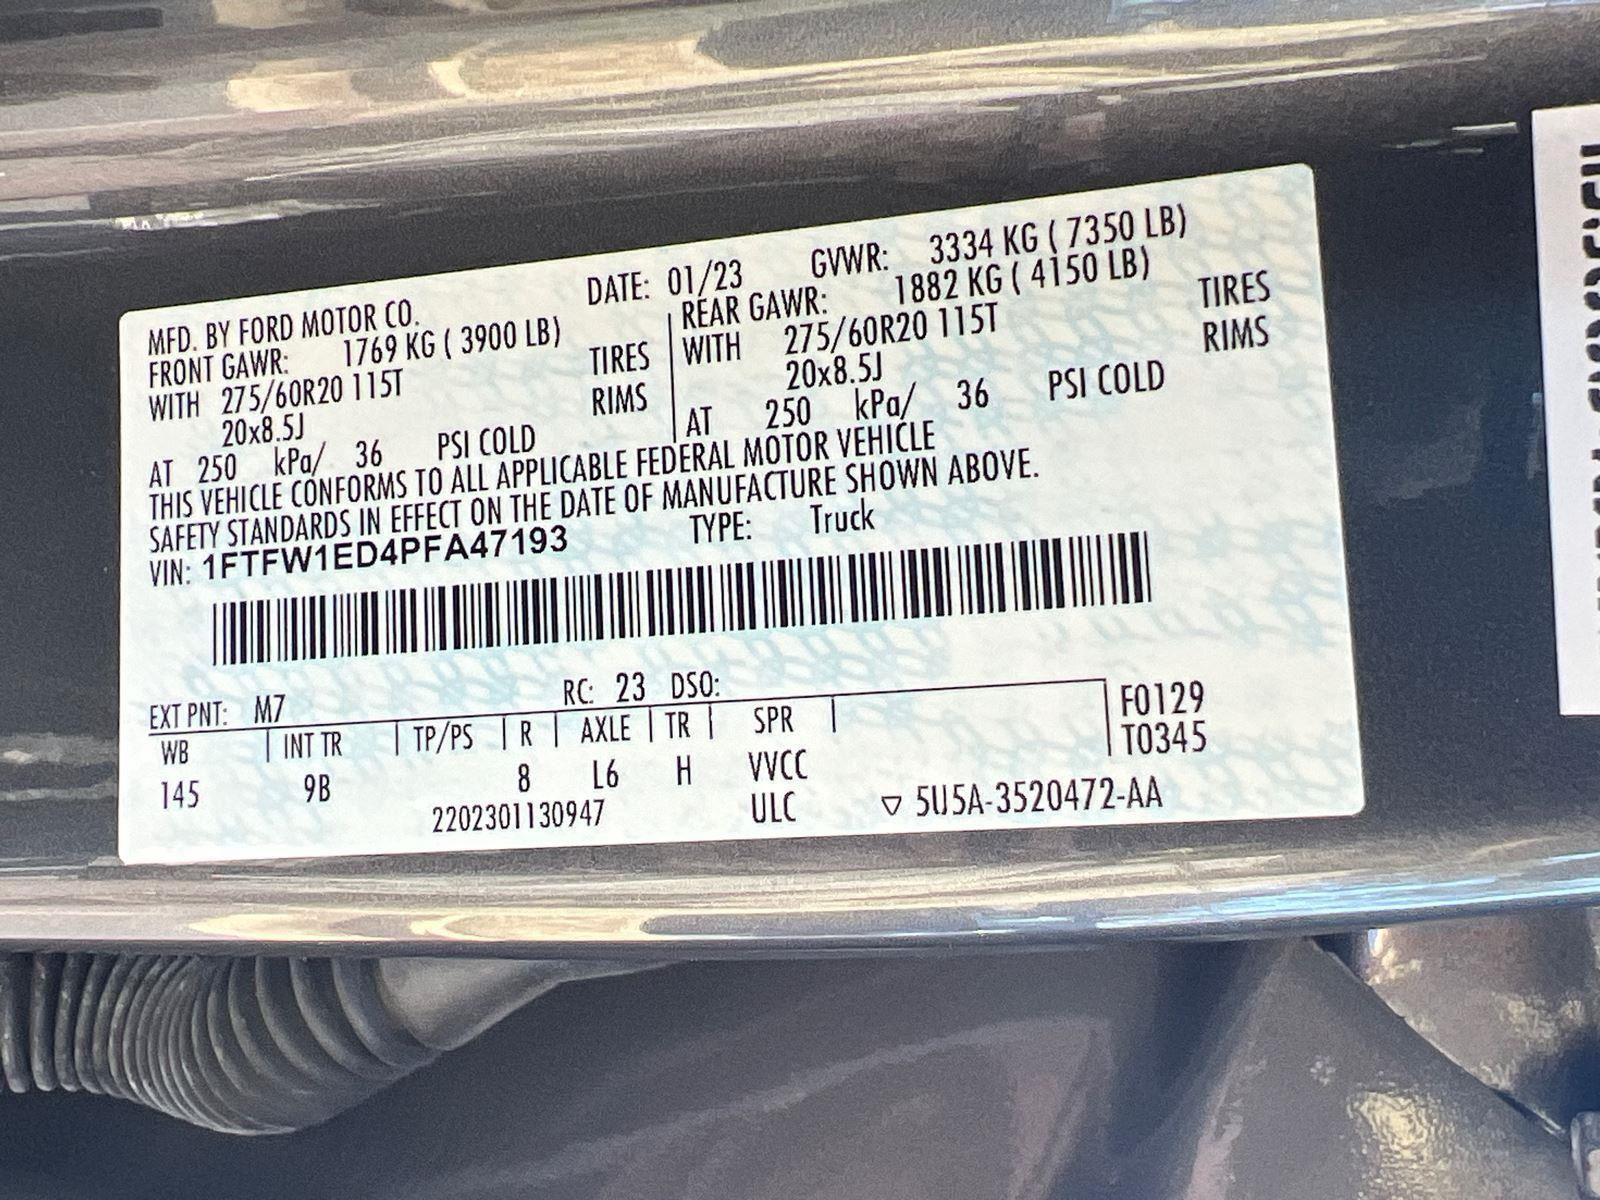 MFD. BY FORD MOTOR CO.
DATE: 01/23 GVWR: 3334 KG ( 7350 LB)
FRONT GAWR: 1769 KG ( 3900 LB)
WITH 275/60R20 115T TIRES
20x8.5J RIMS
AT 250 kPa/ 36 PSI COLD
REAR GAWR: 1882 KG ( 4150 LB)
WITH 275/60R20 115T TIRES
20x8.5J RIMS
AT 250 kPa/ 36 PSI COLD
THIS VEHICLE CONFORMS TO ALL APPLICABLE FEDERAL MOTOR VEHICLE
SAFETY STANDARDS IN EFFECT ON THE DATE OF MANUFACTURE SHOWN ABOVE.
VIN: 1FTFW1ED4PFA47193 TYPE: Truck
EXT PNT: M7 RC: 23 DSO:
WB INT TR TP/PS R AXLE TR SPR
145 9B 8 L6 H VVCC
2202301130947 ULC
F0129
T0345
▽ 5U5A-3520472-AA